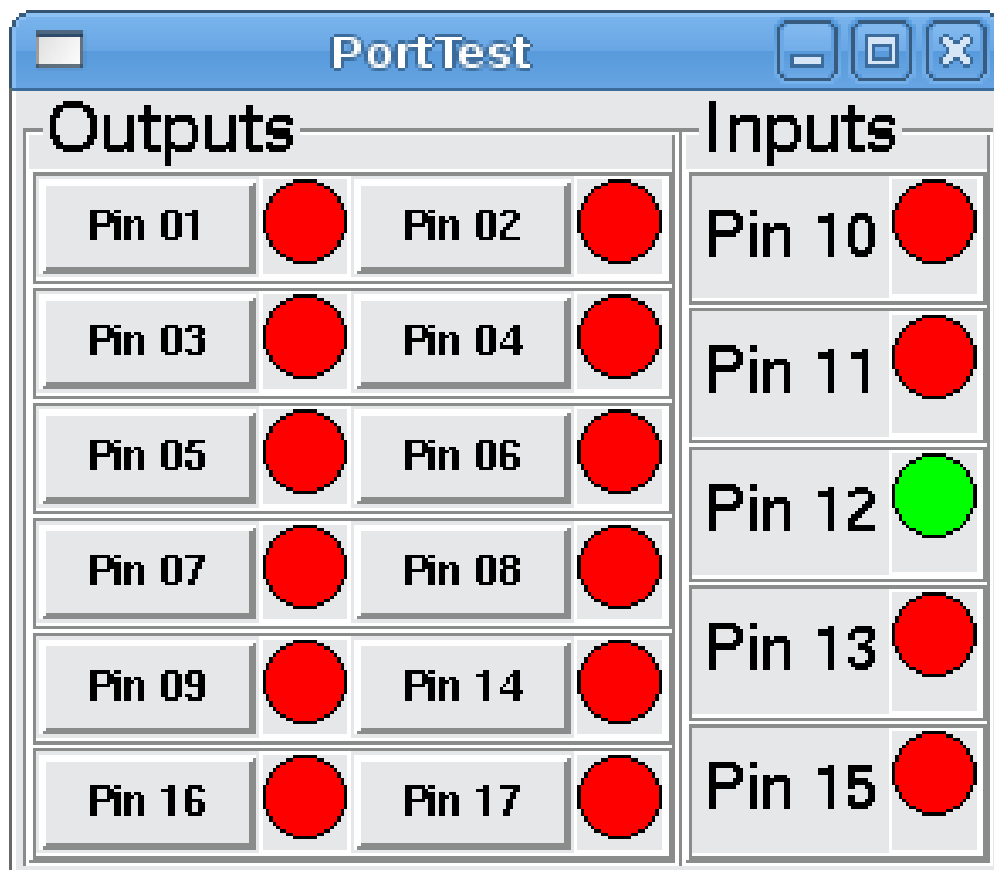 PortTest
Outputs
Pin 01 Pin 02
Pin 03 Pin 04
Pin 05 Pin 06
Pin 07 Pin 08
Pin 09 Pin 14
Pin 16 Pin 17
Inputs
Pin 10
Pin 11
Pin 12
Pin 13
Pin 15